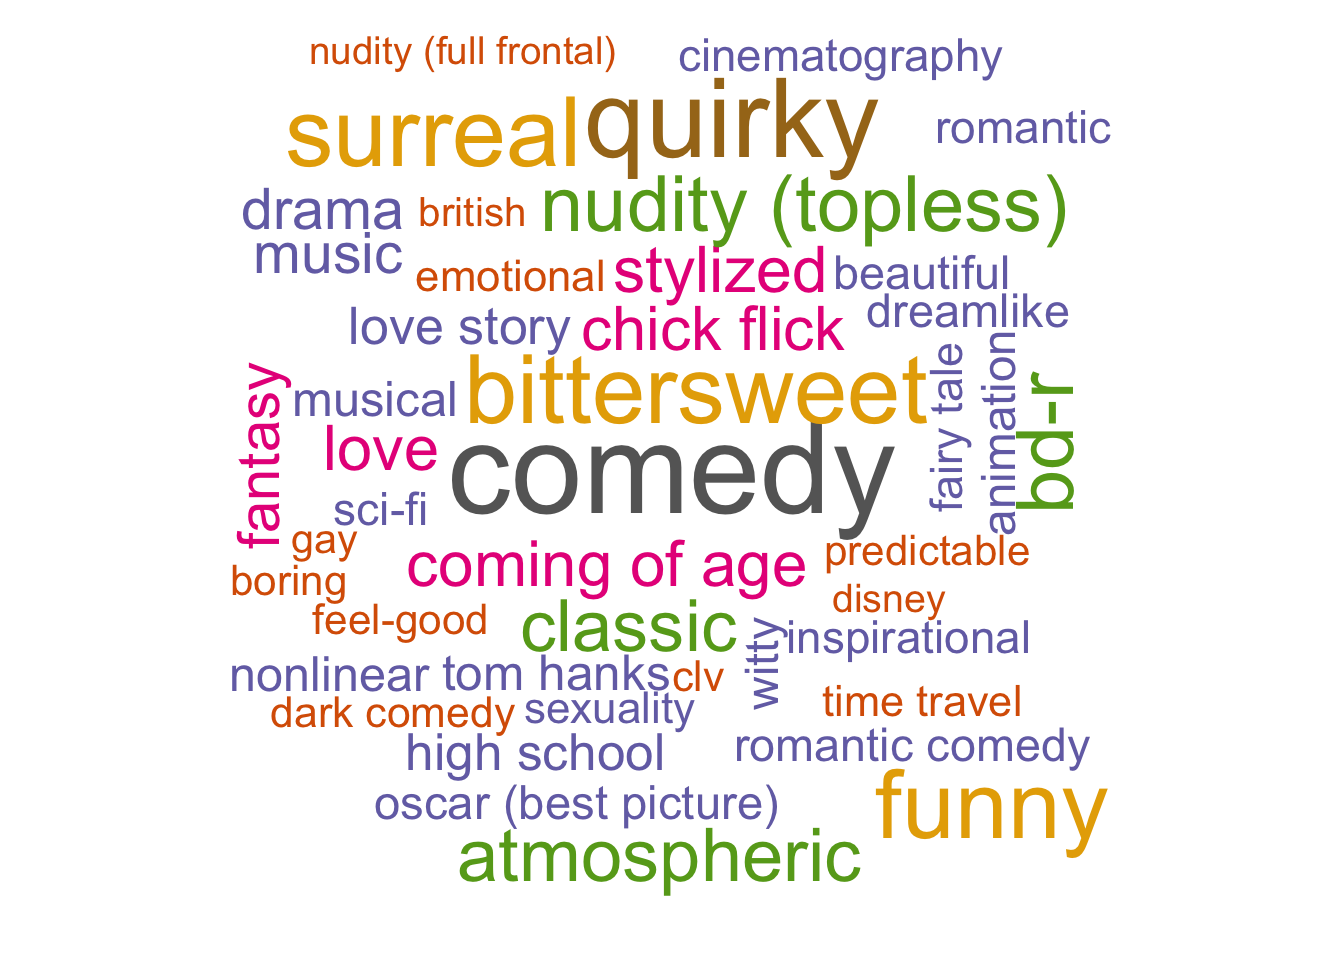 nudity (full frontal)
cinematography
surreal
quirky
romantic
drama
british
nudity (topless)
music
emotional
stylized
beautiful
love story
chick flick
dreamlike
fantasy
musical
bittersweet
fairy tale
animation
bd-r
love
comedy
sci-fi
gay
boring
coming of age
predictable
feel-good
classic
disney
witty
inspirational
nonlinear
tom hanks
clv
dark comedy
sexuality
time travel
high school
romantic comedy
oscar (best picture)
funny
atmospheric